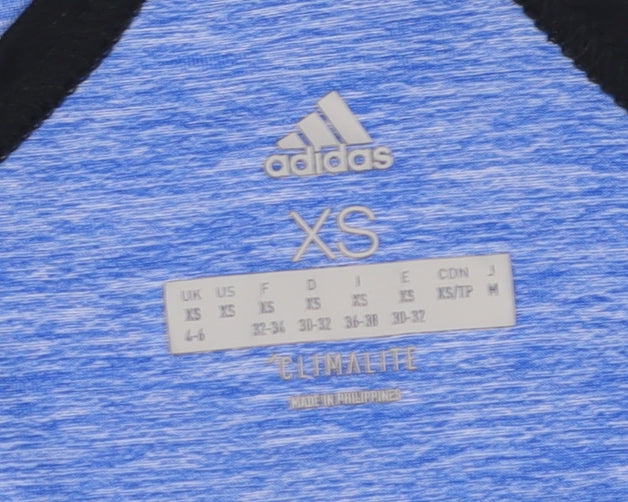 adidas
XS
UK US F D I E CDN J
XS XS XS XS XS XS XS/TP M
4-6 32-34 30-32 36-38 30-32
CLIMALITE
MADE IN PHILIPPINES